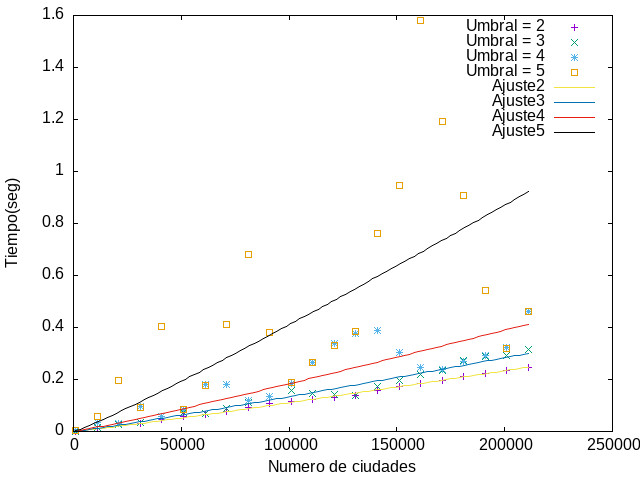 1.6
1.4
1.2
1
0.8
0.6
0.4
0.2
0
Tiempo(seg)
Umbral = 2
Umbral = 3
Umbral = 4
Umbral = 5
Ajuste2
Ajuste3
Ajuste4
Ajuste5
0 50000 100000 150000 200000 250000
Numero de ciudades